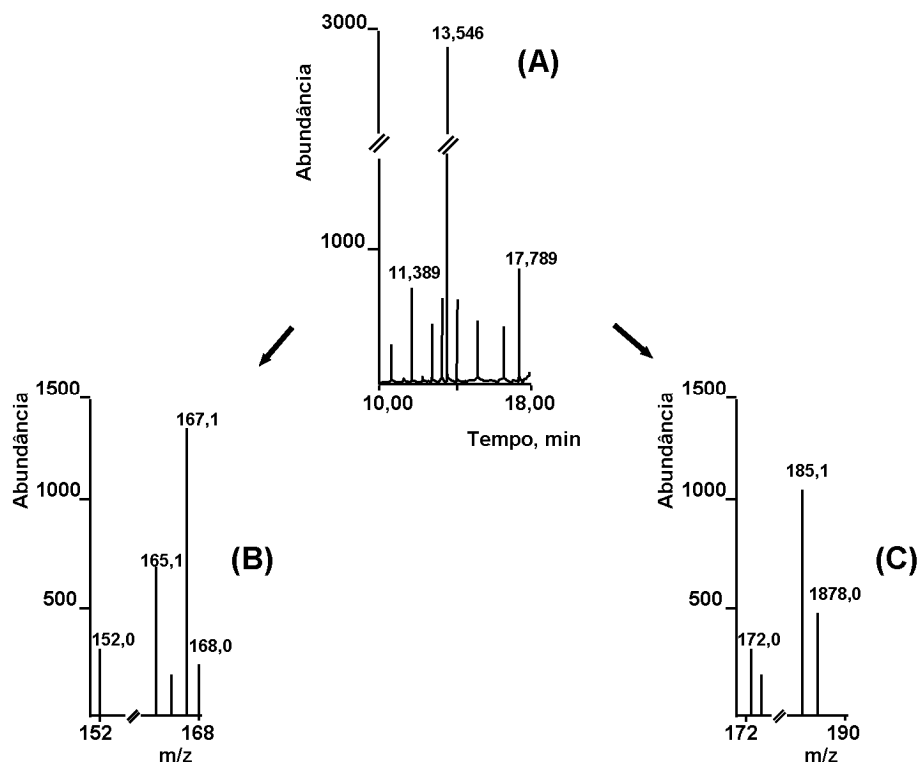 3000
13,546
(A)
Abundância
1000
11,389
17,789
10,00
18,00
Tempo, min
1500
Abundância
167,1
1000
165,1
(B)
500
152,0
168,0
152
168
m/z
1500
Abundância
185,1
1000
(C)
1878,0
500
172,0
172
190
m/z